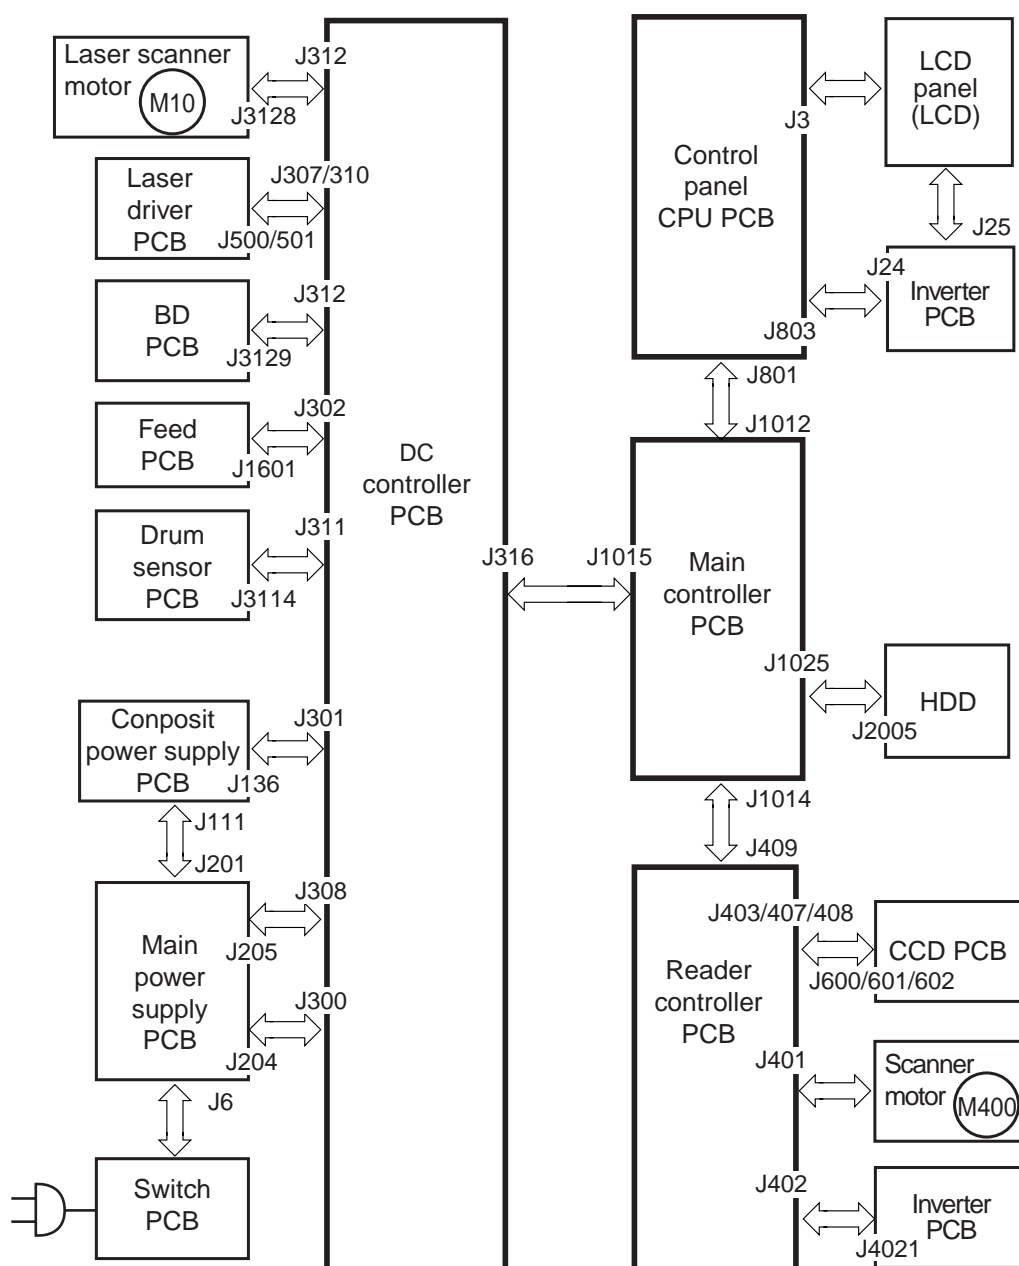 Laser scanner
motor
M10
J312
J3128
Laser
driver
PCB
J307/310
J500/501
BD
PCB
J312
J3129
Feed
PCB
J302
J1601
Drum
sensor
PCB
J311
J3114
Conposit
power supply
PCB
J301
J136
J111
J201
Main
power
supply
PCB
J308
J205
J300
J204
J6
Switch
PCB
DC
controller
PCB
J316
J1015
Control
panel
CPU PCB
J3
LCD
panel
(LCD)
J25
J24
Inverter
PCB
J803
J801
J1012
Main
controller
PCB
J1025
J2005
HDD
J1014
J409
Reader
controller
PCB
J403/407/408
CCD PCB
J600/601/602
J401
Scanner
motor
M400
J402
Inverter
PCB
J4021